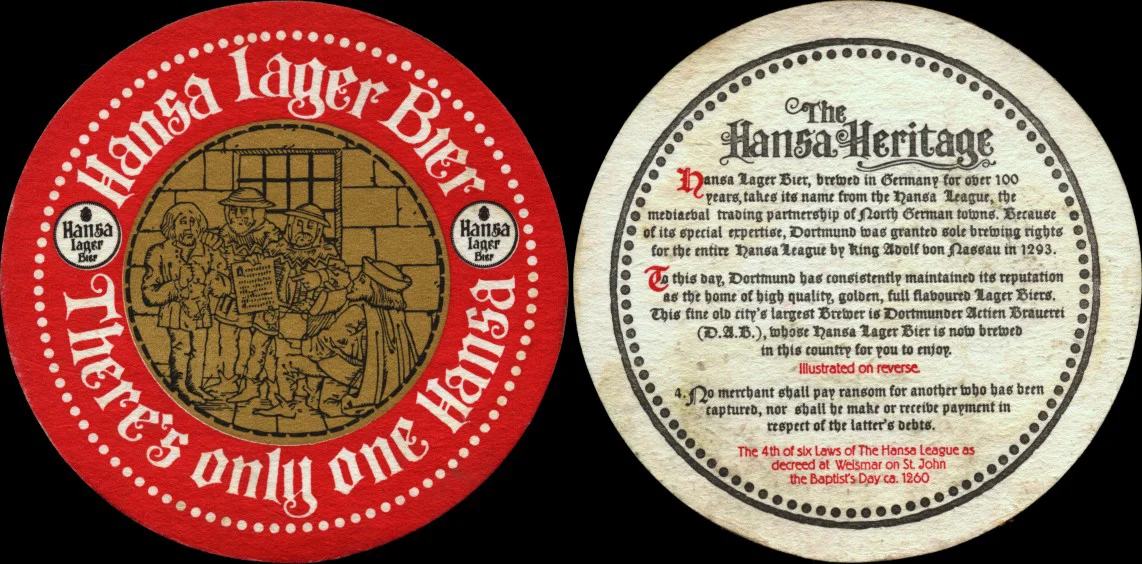 Hansa Lager Bier
Hansa
Lager
Bier
Hansa
Lager
Bier
There's only one Hansa
The
Hansa Heritage
Hansa Lager Bier, brewed in Germany for over 100
years, takes its name from the Hansa League, the
mediaeval trading partnership of North German towns. Because
of its special expertise, Dortmund was granted sole brewing rights
for the entire Hansa League by King Adolf von Nassau in 1293.
To this day, Dortmund has consistently maintained its reputation
as the home of high quality, golden, full flavoured Lager Biers.
This fine old city's largest Brewer is Dortmunder Actien Brauerei
(D.A.B.), whose Hansa Lager Bier is now brewed
in this country for you to enjoy.
Illustrated on reverse.
4. No merchant shall pay ransom for another who has been
captured, nor shall he make or receive payment in
respect of the latter's debts.
The 4th of six Laws of The Hansa League as
decreed at Weismar on St. John
the Baptist's Day ca. 1260